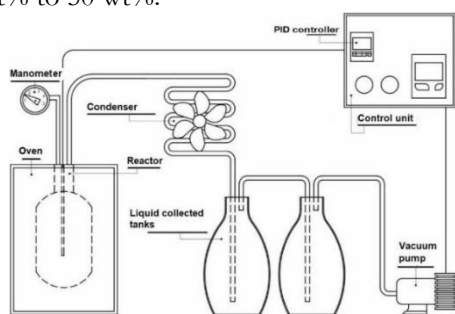 PID controller
Manometer
Condenser
Control unit
Oven
Reactor
Liquid collected
tanks
Vacuum
pump